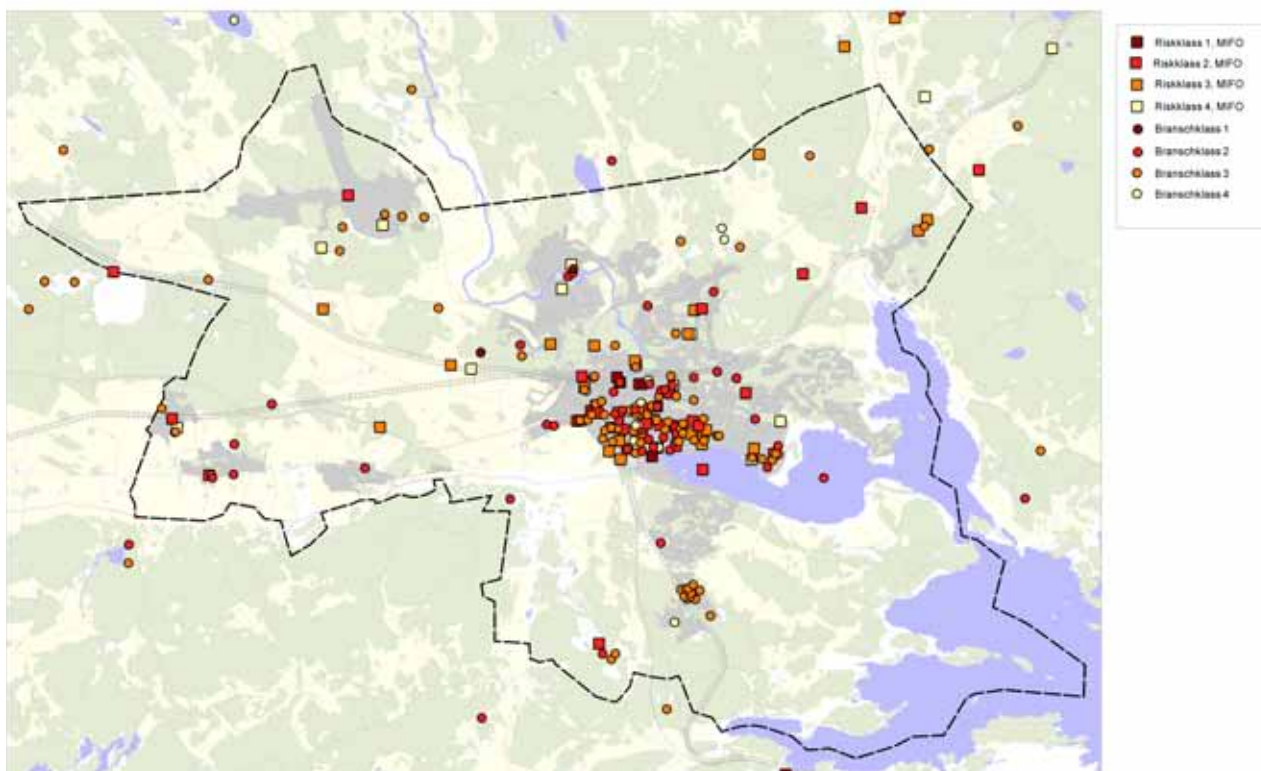 Riskklass 1, MIFO
Riskklass 2, MIFO
Riskklass 3, MIFO
Riskklass 4, MIFO
Branschklass 1
Branschklass 2
Branschklass 3
Branschklass 4